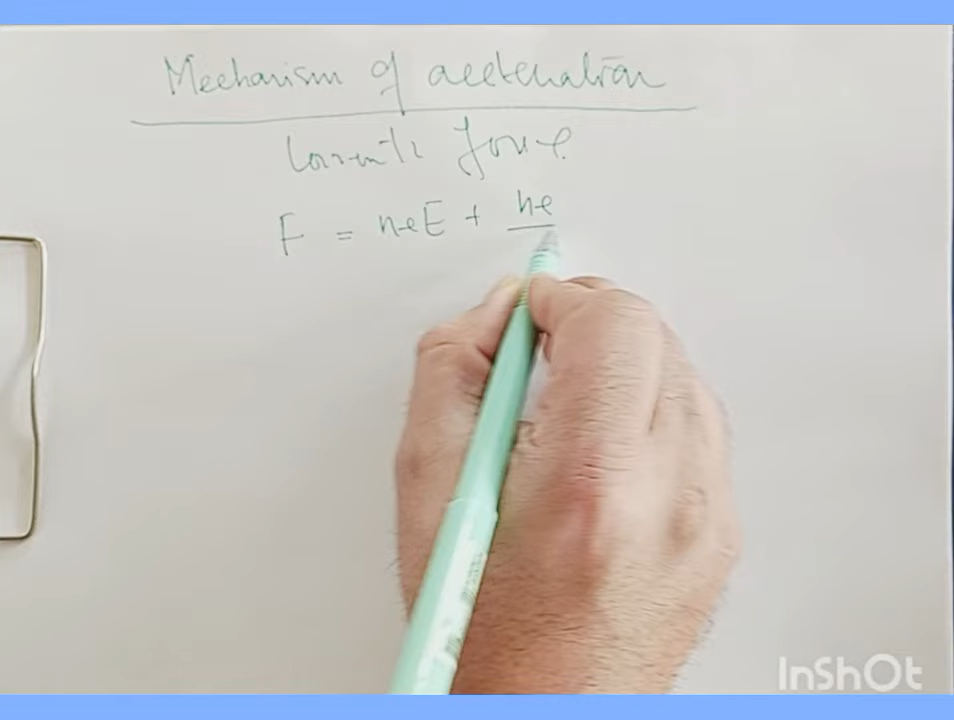 Mechanism of acceleration
Lorentz force
F = neE + ne
InShOt